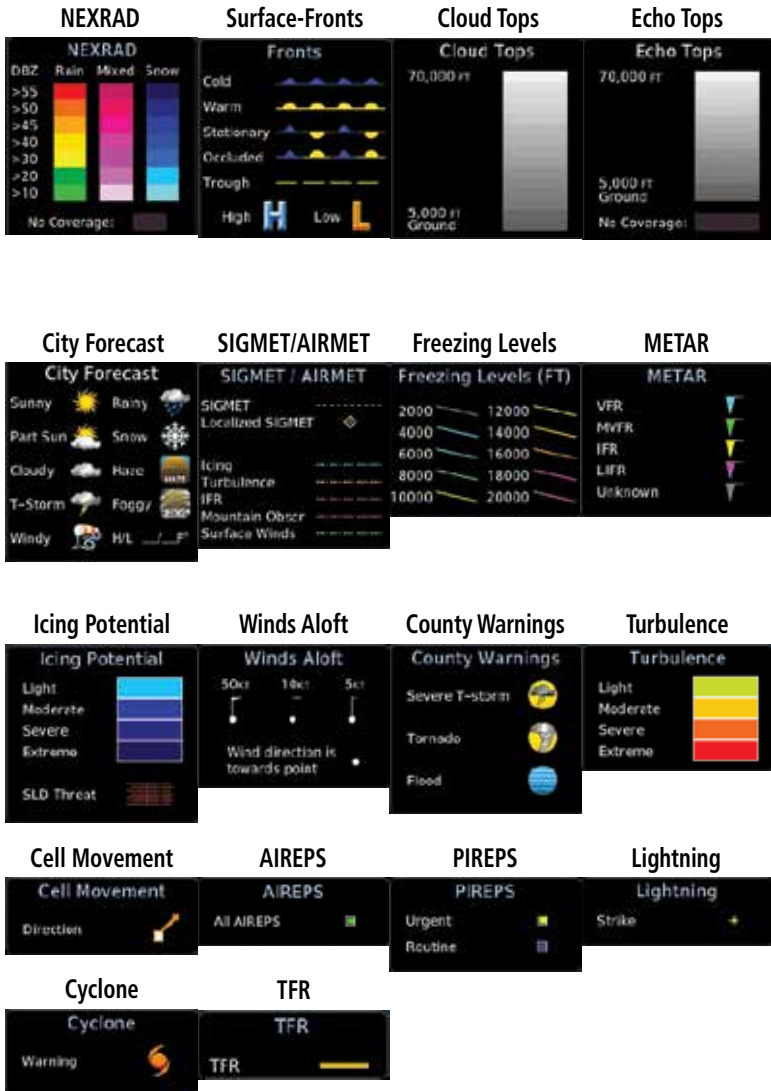 NEXRAD
NEXRAD
DBZ Rain Mixed Snow
>55
>50
>45
>40
>30
>20
>10
No Coverage:
Surface-Fronts
Fronts
Cold
Warm
Stationary
Occluded
Trough
High H Low L
Cloud Tops
Cloud Tops
70,000 FT
5,000 FT
Ground
Echo Tops
Echo Tops
70,000 FT
5,000 FT
Ground
No Coverage:
City Forecast
City Forecast
Sunny Rainy
Part Sun Snow
Cloudy Haze
T-Storm Foggy
Windy H/L __/__F°
SIGMET/AIRMET
SIGMET / AIRMET
SIGMET
Localized SIGMET
Icing
Turbulence
IFR
Mountain Obscr
Surface Winds
Freezing Levels
Freezing Levels (FT)
2000 12000
4000 14000
6000 16000
8000 18000
10000 20000
METAR
METAR
VFR
MVFR
IFR
LIFR
Unknown
Icing Potential
Icing Potential
Light
Moderate
Severe
Extreme
SLD Threat
Winds Aloft
Winds Aloft
50KT 10KT 5KT
Wind direction is
towards point
County Warnings
County Warnings
Severe T-storm
Tornado
Flood
Turbulence
Turbulence
Light
Moderate
Severe
Extreme
Cell Movement
Cell Movement
Direction
AIREPS
AIREPS
All AIREPS
PIREPS
PIREPS
Urgent
Routine
Lightning
Lightning
Strike
Cyclone
Cyclone
Warning
TFR
TFR
TFR